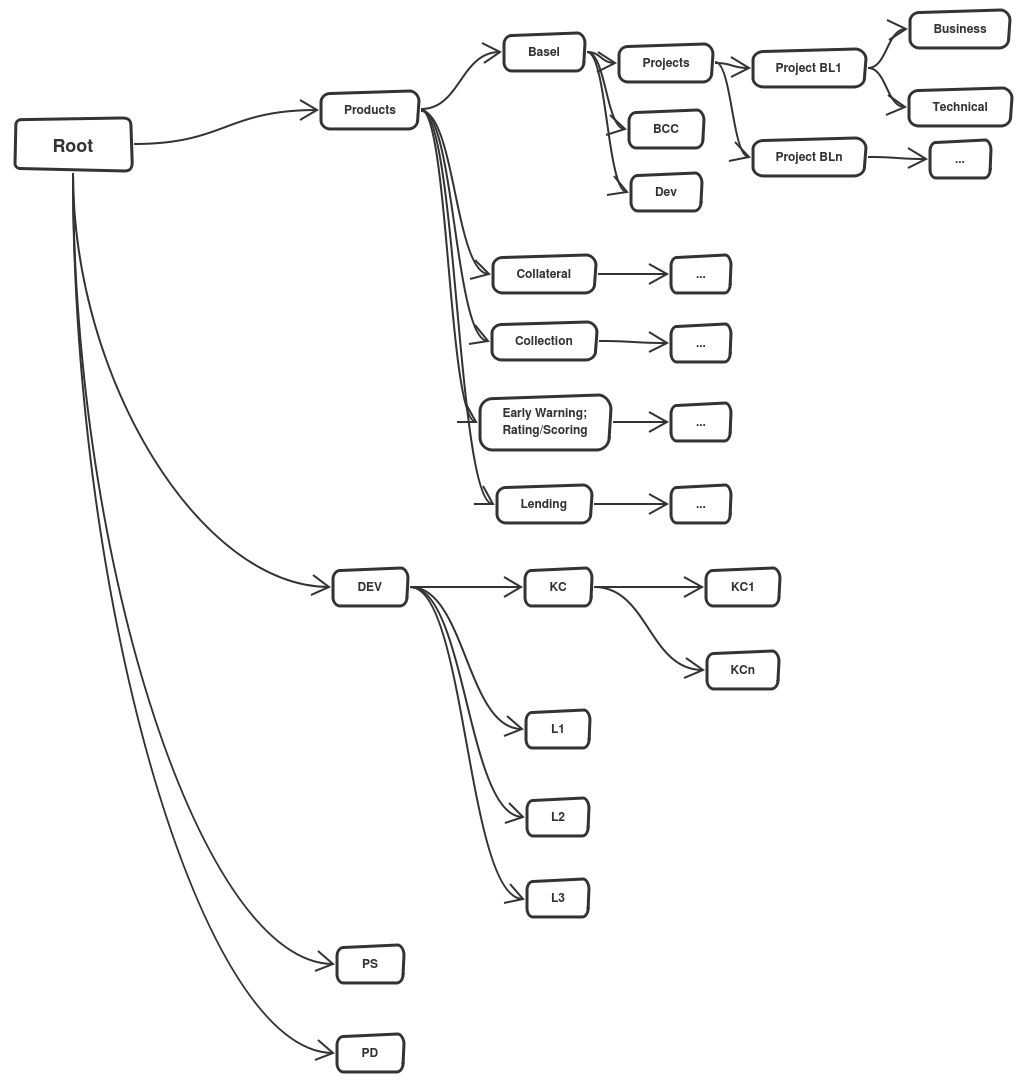 Root
Products
Basel
Projects
Project BL1
Business
Technical
Project BLn
...
BCC
Dev
Collateral
...
Collection
...
Early Warning;
Rating/Scoring
...
Lending
...
DEV
KC
KC1
KCn
L1
L2
L3
PS
PD